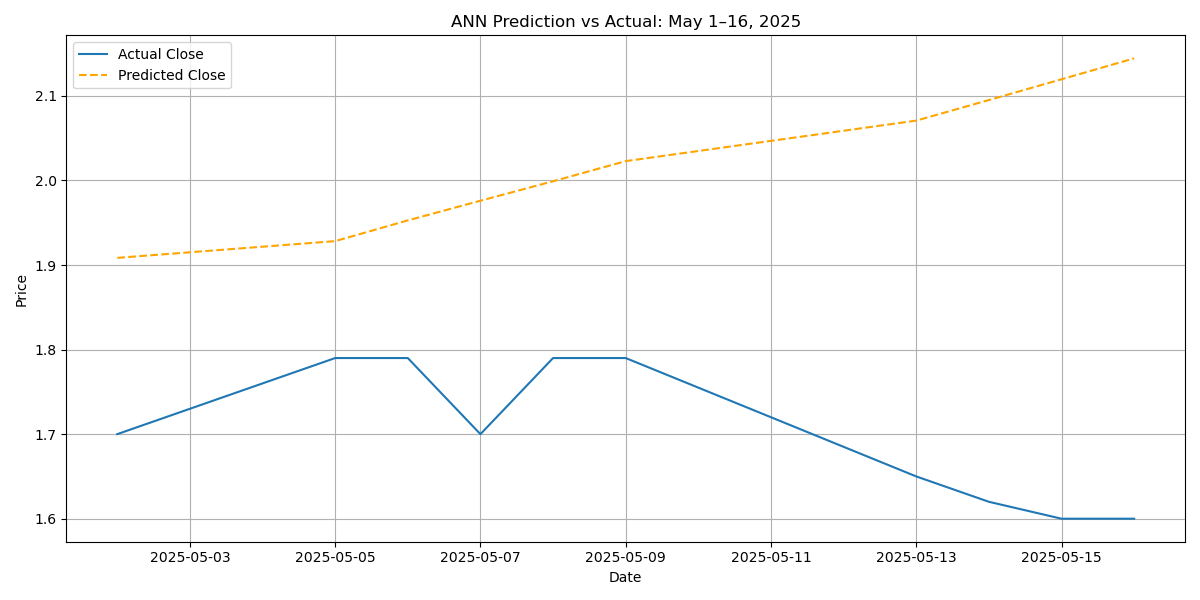 ANN Prediction vs Actual: May 1–16, 2025
Actual Close
Predicted Close
Price
2.1
2.0
1.9
1.8
1.7
1.6
2025-05-03
2025-05-05
2025-05-07
2025-05-09
2025-05-11
2025-05-13
2025-05-15
Date